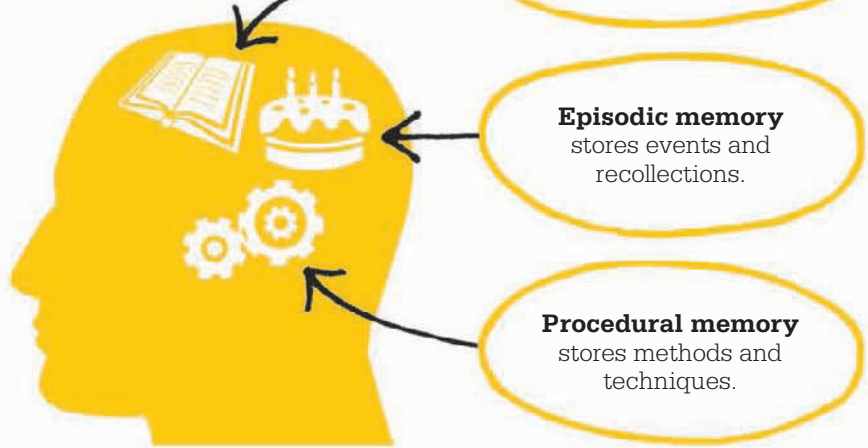 Episodic memory
stores events and
recollections.
Procedural memory
stores methods and
techniques.